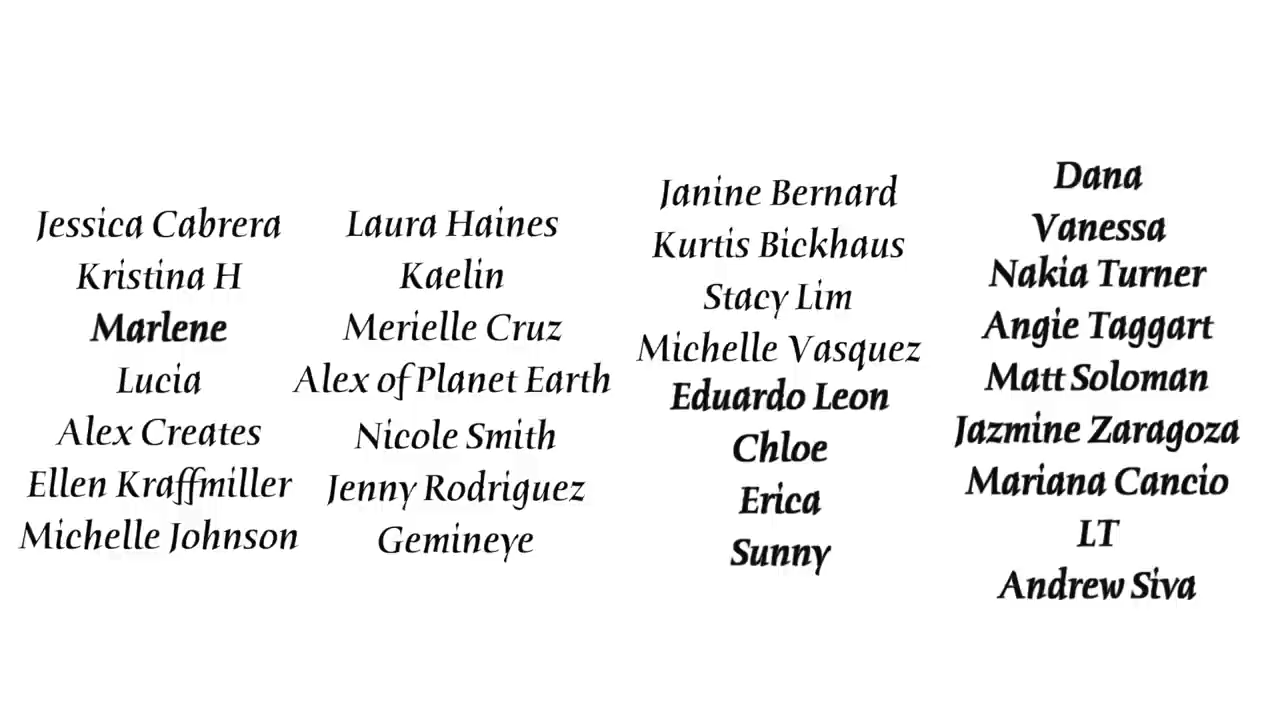 Jessica Cabrera
Kristina H
Marlene
Lucia
Alex Creates
Ellen Kraffmiller
Michelle Johnson
Laura Haines
Kaelin
Merielle Cruz
Alex of Planet Earth
Nicole Smith
Jenny Rodriguez
Gemineye
Janine Bernard
Kurtis Bickhaus
Stacy Lim
Michelle Vasquez
Eduardo Leon
Chloe
Erica
Sunny
Dana
Vanessa
Nakia Turner
Angie Taggart
Matt Soloman
Jazmine Zaragoza
Mariana Cancio
LT
Andrew Siva